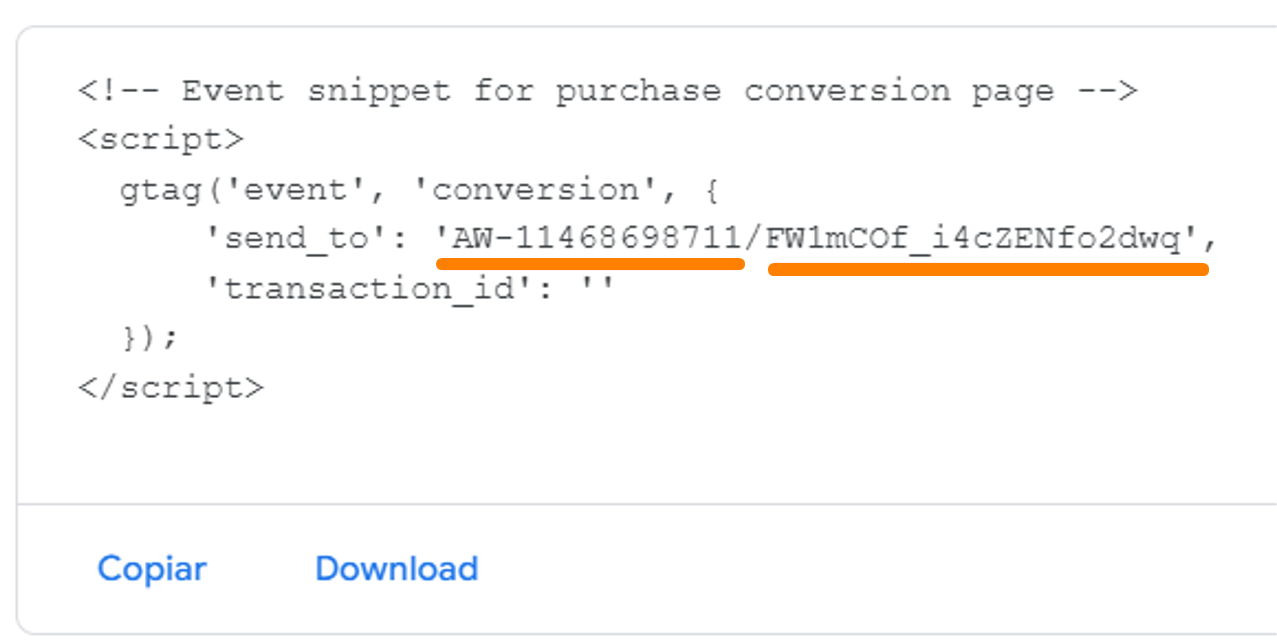 <!-- Event snippet for purchase conversion page -->
<script>
  gtag('event', 'conversion', {
      'send_to': 'AW-11468698711/FW1mCOf_i4cZENfo2dwq',
      'transaction_id': ''
  });
</script>
Copiar Download